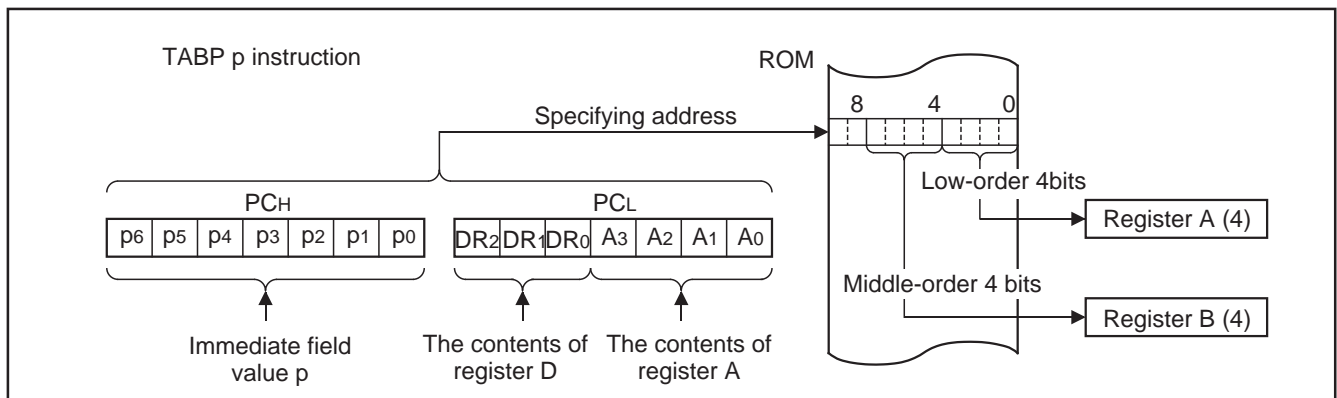 TABP p instruction
ROM
8 4 0
Specifying address
Low-order 4bits
PCH PCL
p6 p5 p4 p3 p2 p1 p0 DR2 DR1 DR0 A3 A2 A1 A0
Register A (4)
Middle-order 4 bits
Register B (4)
Immediate field
value p
The contents of
register D
The contents of
register A